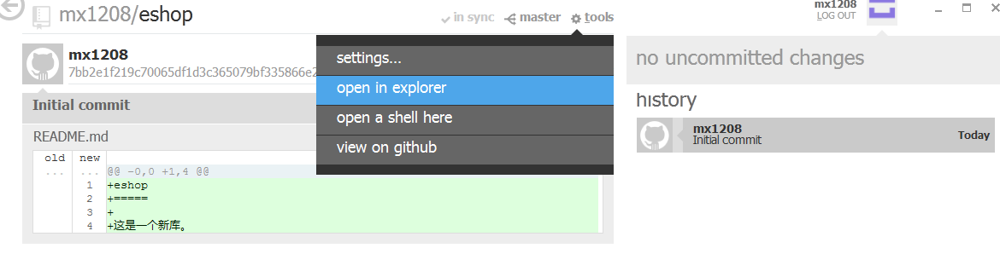 mx1208/eshop
in sync
master
tools
mx1208
LOG OUT
mx1208
7bb2e1f219c70065df1d3c365079bf335866e2
settings...
open in explorer
open a shell here
view on github
Initial commit
README.md
old new
... ... @@ -0,0 +1,4 @@
1 +eshop
2 +=====
3 +
4 +这是一个新库。
no uncommitted changes
history
mx1208
Initial commit
Today